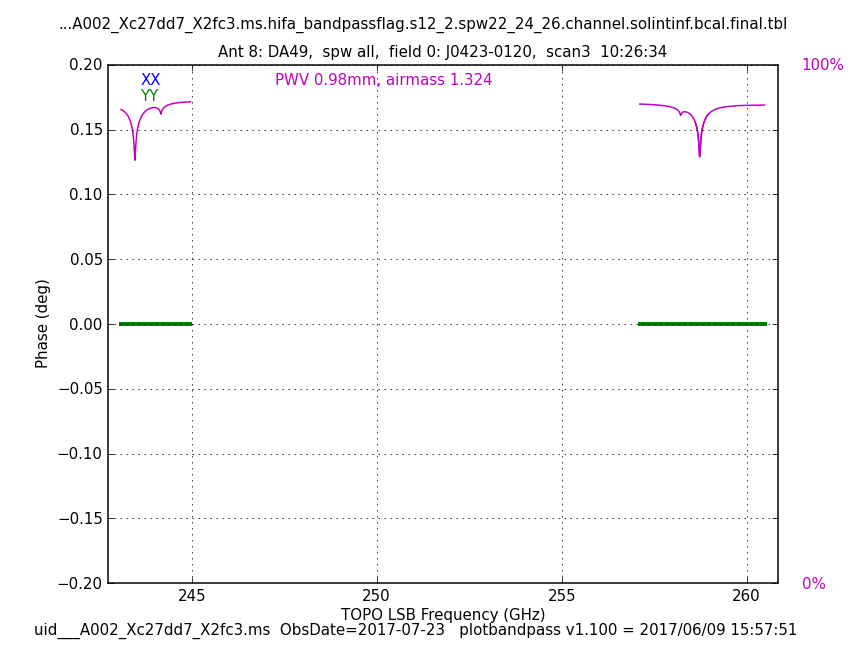 ...A002_Xc27dd7_X2fc3.ms.hifa_bandpassflag.s12_2.spw22_24_26.channel.solintinf.bcal.final.tbl
Ant 8: DA49,  spw all,  field 0: J0423-0120,  scan3  10:26:34
0.20
100%
XX
PWV 0.98mm, airmass 1.324
YY
0.15
0.10
0.05
Phase (deg)
0.00
−0.05
−0.10
−0.15
−0.20
0%
245
250
255
260
TOPO LSB Frequency (GHz)
uid___A002_Xc27dd7_X2fc3.ms  ObsDate=2017-07-23   plotbandpass v1.100 = 2017/06/09 15:57:51